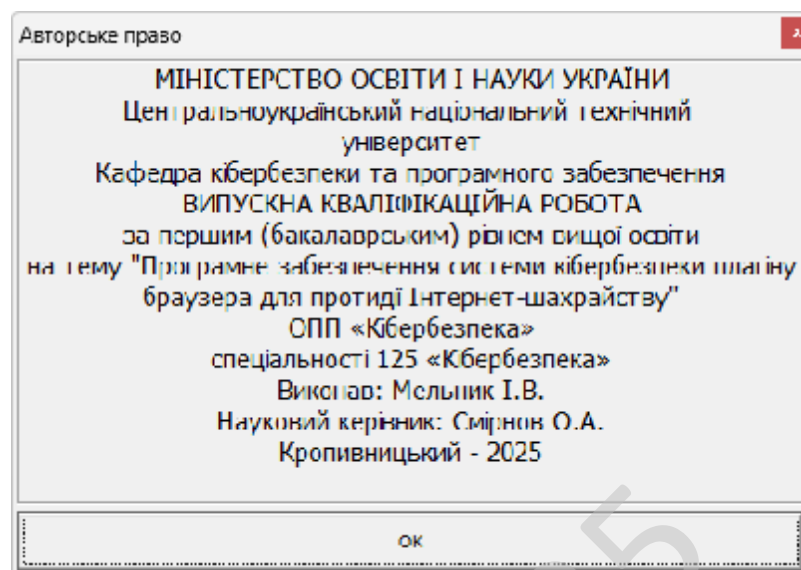 Авторське право
МІНІСТЕРСТВО ОСВІТИ І НАУКИ УКРАЇНИ
Центральноукраїнський національний технічний
університет
Кафедра кібербезпеки та програмного забезпечення
ВИПУСКНА КВАЛІФІКАЦІЙНА РОБОТА
за першим (бакалаврським) рівнем вищої освіти
на тему "Програмне забезпечення системи кібербезпеки плагіну
браузера для протидії Інтернет-шахрайству"
ОПП «Кібербезпека»
спеціальності 125 «Кібербезпека»
Виконав: Мельник І.В.
Науковий керівник: Смірнов О.А.
Кропивницький - 2025
ОК